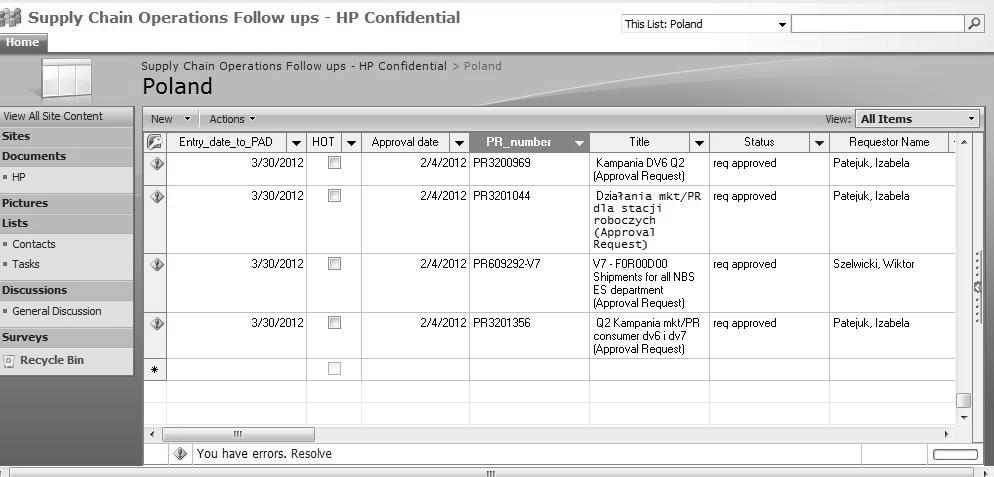 Supply Chain Operations Follow ups - HP Confidential
This List: Poland
Home
Supply Chain Operations Follow ups - HP Confidential > Poland
Poland
View All Site Content
Sites
Documents
HP
Pictures
Lists
Contacts
Tasks
Discussions
General Discussion
Surveys
Recycle Bin
New Actions View: All Items
Entry_date_to_PAD HOT Approval date PR_number Title Status Requestor Name
3/30/2012 2/4/2012 PR3200969 Kampania DV6 Q2 req approved Patejuk, Izabela
(Approval Request)
3/30/2012 2/4/2012 PR3201044 Działania mkt/PR req approved Patejuk, Izabela
dla stacji
roboczych
(Approval
Request)
3/30/2012 2/4/2012 PR609292-V7 V7 - F0R00D00 req approved Szelwicki, Wiktor
Shipments for all NBS
ES department
(Approval Request)
3/30/2012 2/4/2012 PR3201356 Q2 Kampania mkt/PR req approved Patejuk, Izabela
consumer dv6 i dv7
(Approval Request)
You have errors. Resolve